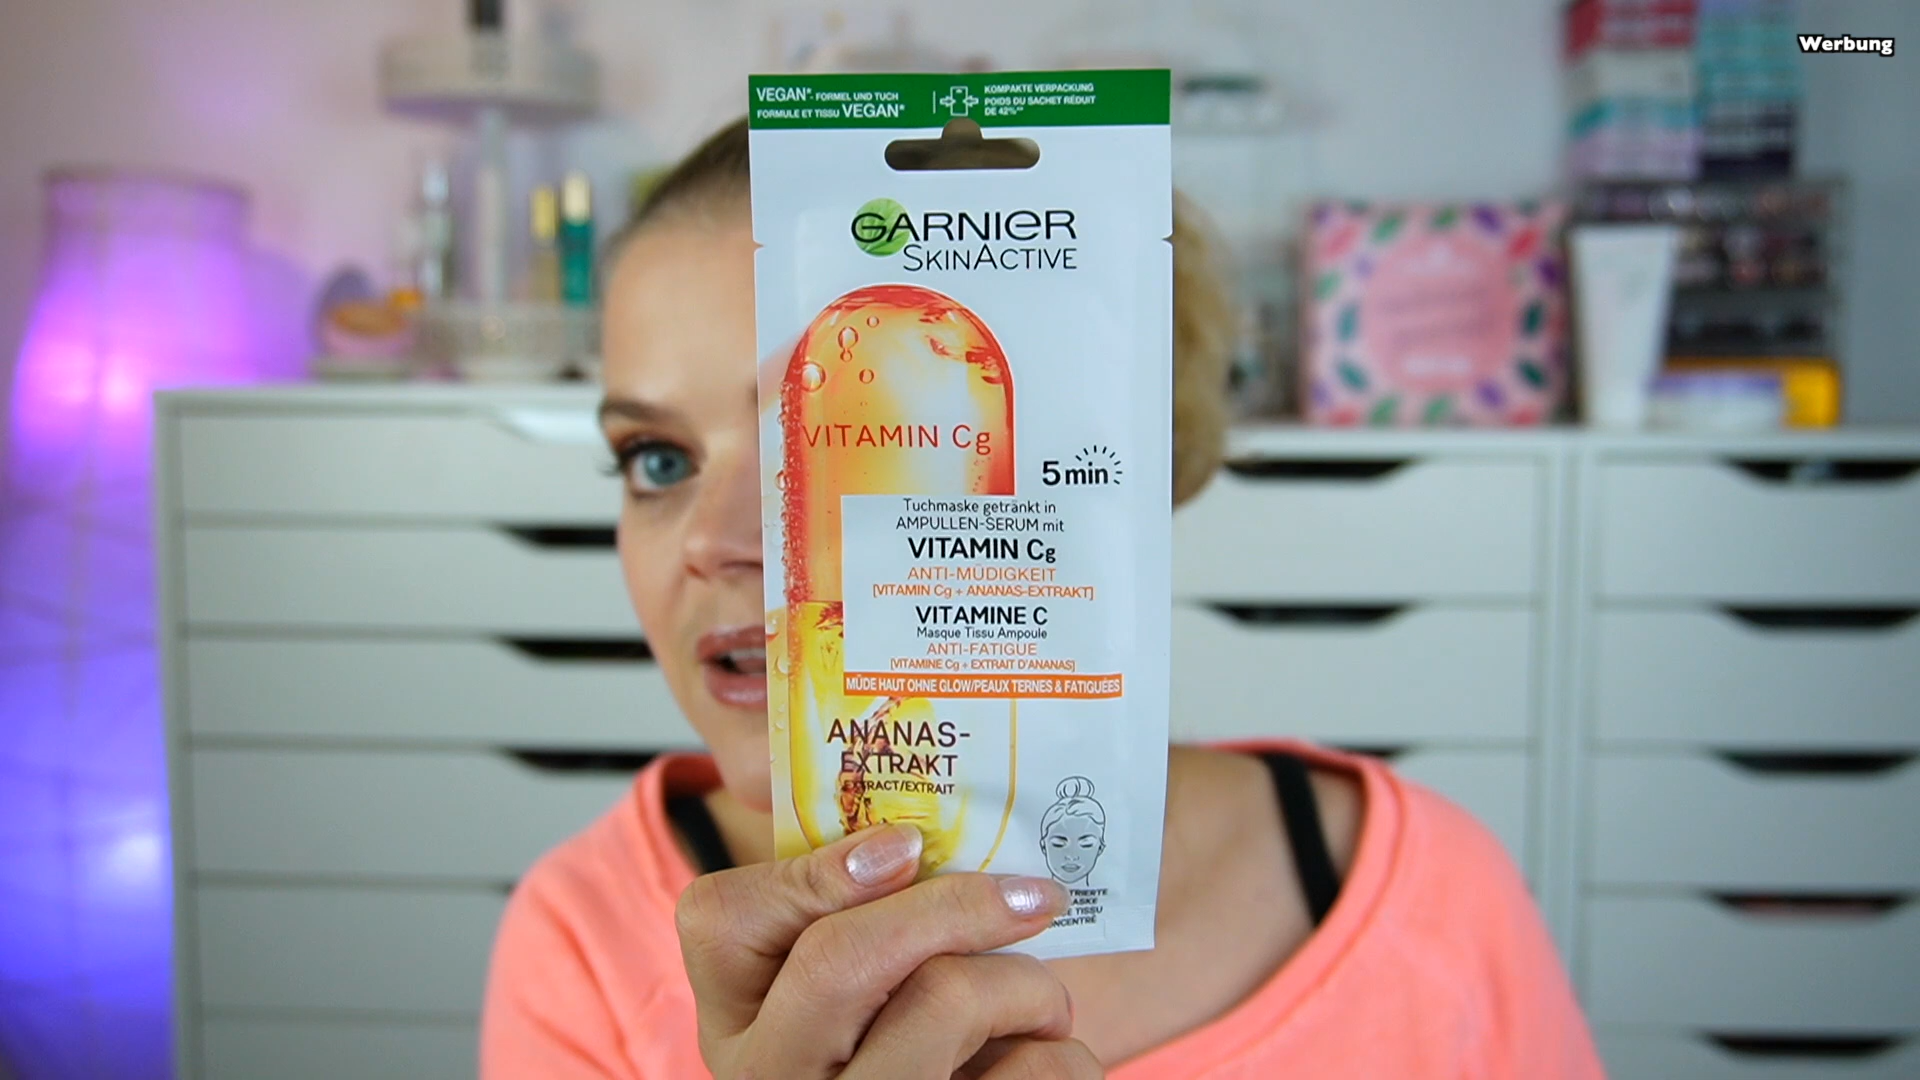 Werbung
VEGAN*- FORMEL UND TUCH
FORMULE ET TISSU VEGAN*
KOMPAKTE VERPACKUNG
POIDS DU SACHET RÉDUIT
DE 42%**
GARNIER
SKINACTIVE
VITAMIN Cg
5 min
Tuchmaske getränkt in
AMPULLEN-SERUM mit
VITAMIN Cg
ANTI-MÜDIGKEIT
[VITAMIN Cg + ANANAS-EXTRAKT]
VITAMINE C
Masque Tissu Ampoule
ANTI-FATIGUE
[VITAMINE Cg + EXTRAIT D'ANANAS]
MÜDE HAUT OHNE GLOW/PEAUX TERNES & FATIGUÉES
ANANAS-
EXTRAKT
EXTRACT/EXTRAIT
TISSU